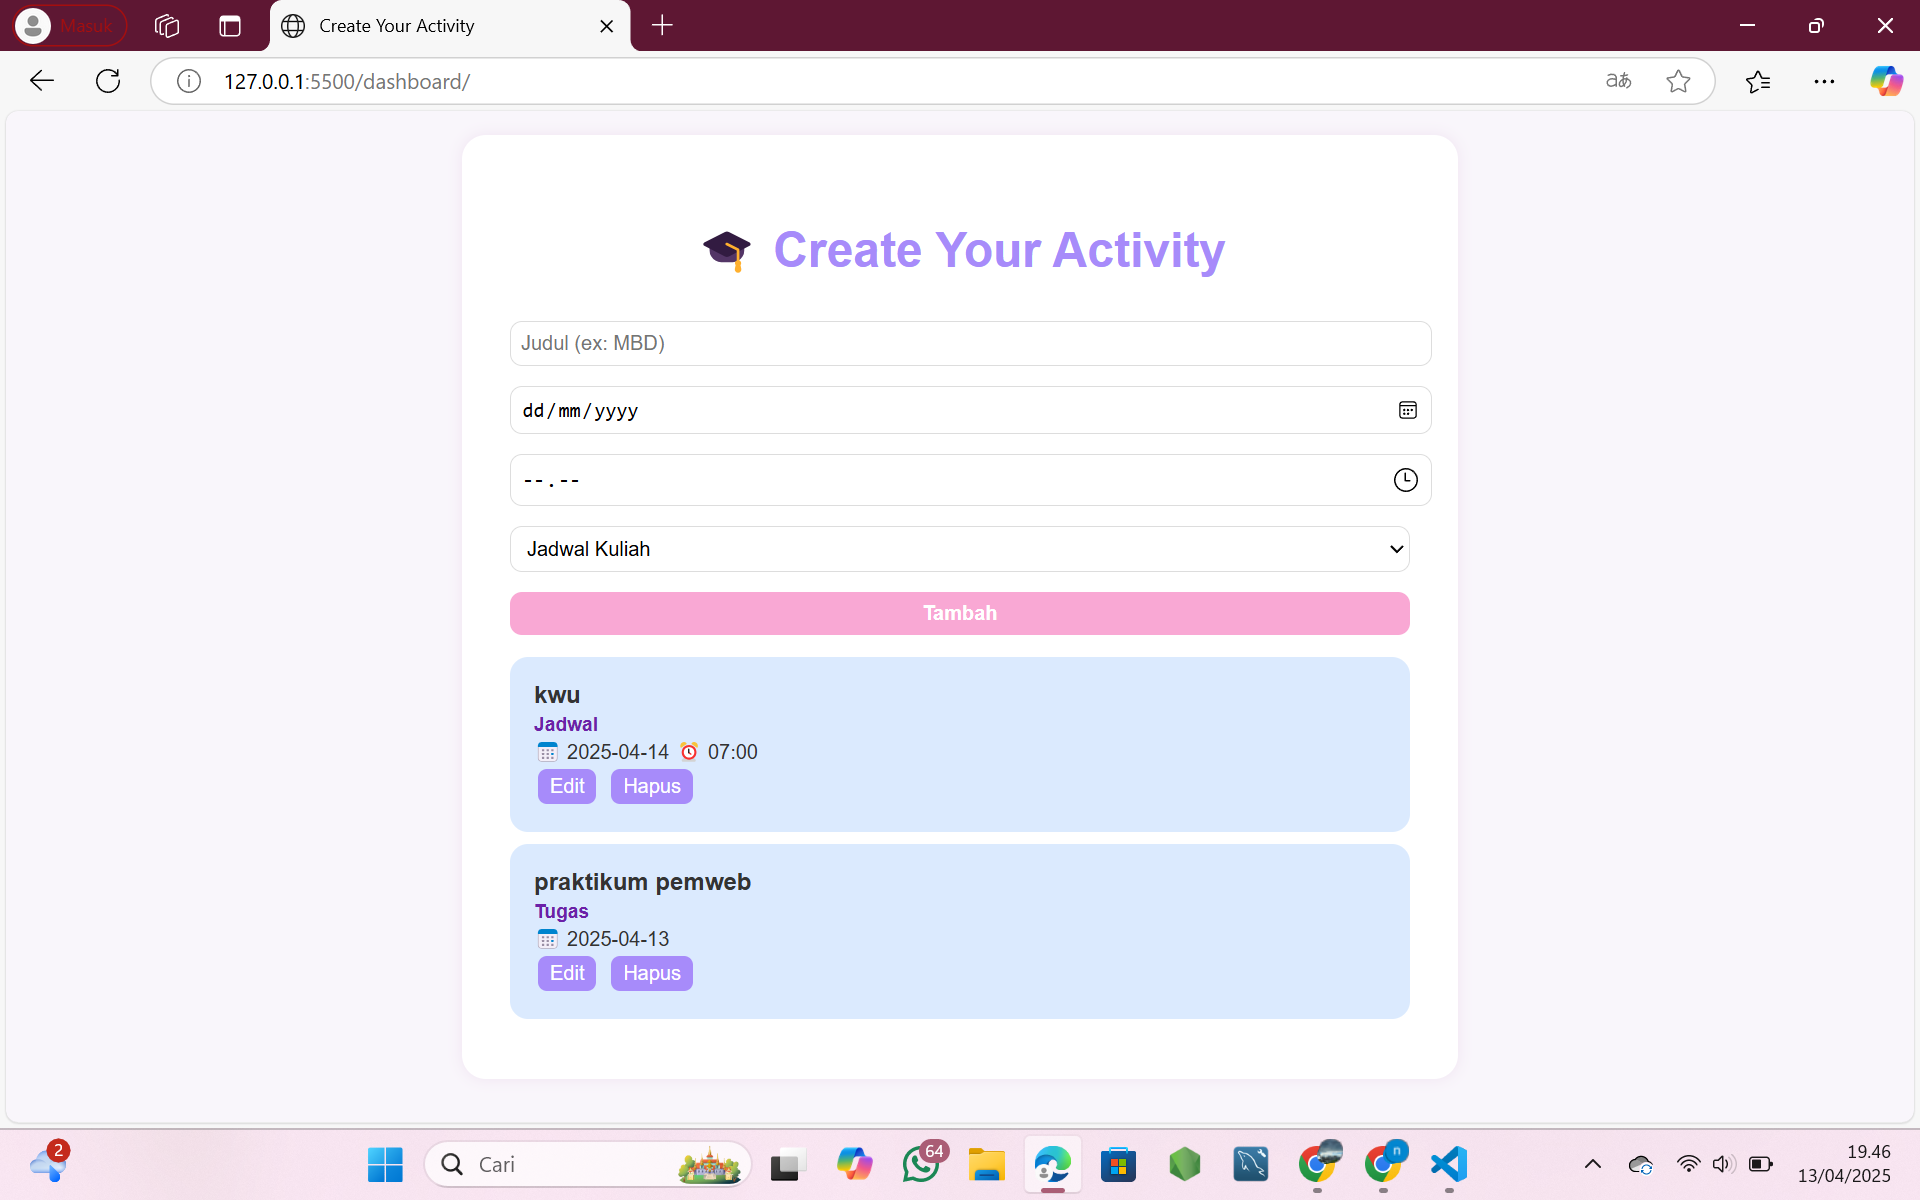 Masuk
Create Your Activity
127.0.0.1:5500/dashboard/
aあ
Create Your Activity
Judul (ex: MBD)
dd/mm/yyyy
--.--
Jadwal Kuliah
Tambah
kwu
Jadwal
2025-04-14 07:00
Edit Hapus
praktikum pemweb
Tugas
2025-04-13
Edit Hapus
2
Cari
64
n
19.46
13/04/2025